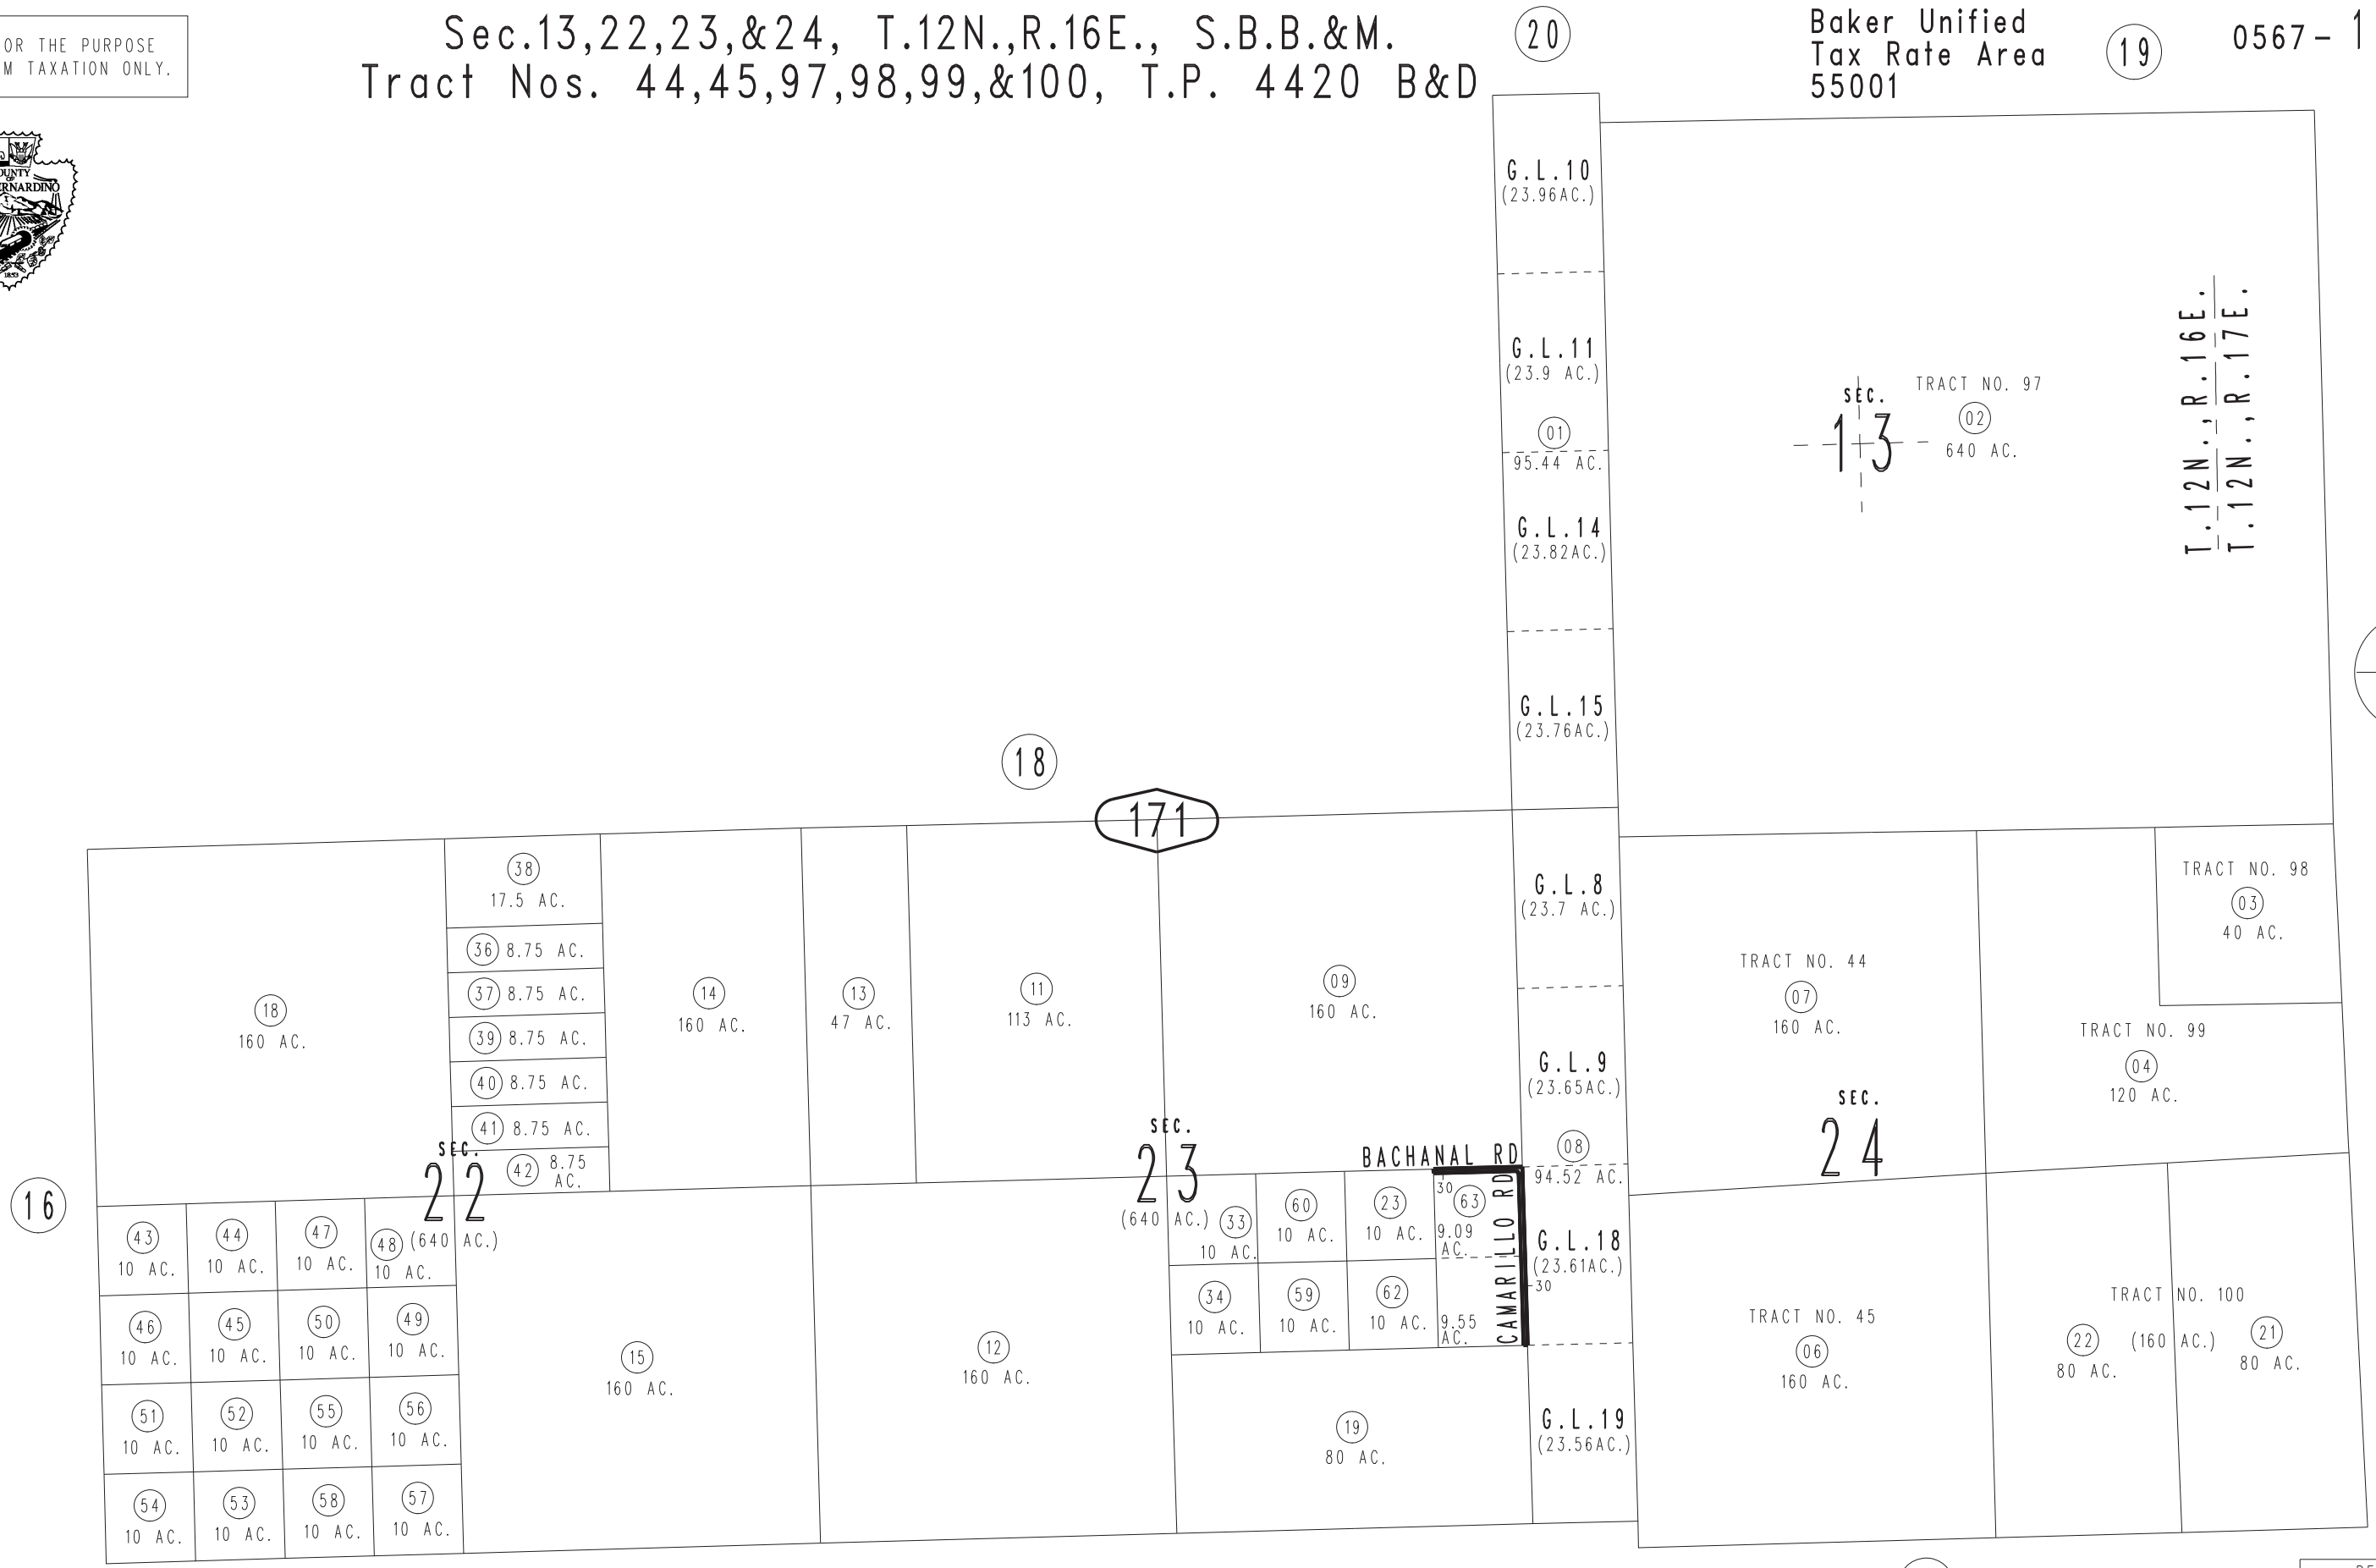 OR THE PURPOSE
M TAXATION ONLY.
Sec.13,22,23,&24, T.12N.,R.16E., S.B.B.&M.
Tract Nos. 44,45,97,98,99,&100, T.P. 4420 B&D
20
Baker Unified
Tax Rate Area
55001
19
0567- 1
OUNTY
OF
ERNARDINO
1853
G.L.10
(23.96AC.)
G.L.11
(23.9 AC.)
01
95.44 AC.
G.L.14
(23.82AC.)
G.L.15
(23.76AC.)
SEC.
13
TRACT NO. 97
02
640 AC.
T.12N.,R.16E.
T.12N.,R.17E.
18
171
18
160 AC.
38
17.5 AC.
36 8.75 AC.
37 8.75 AC.
39 8.75 AC.
40 8.75 AC.
41 8.75 AC.
42 8.75
AC.
14
160 AC.
13
47 AC.
11
113 AC.
09
160 AC.
G.L.8
(23.7 AC.)
G.L.9
(23.65AC.)
08
94.52 AC.
G.L.18
(23.61AC.)
30
G.L.19
(23.56AC.)
TRACT NO. 44
07
160 AC.
TRACT NO. 98
03
40 AC.
TRACT NO. 99
04
120 AC.
SEC.
24
TRACT NO. 45
06
160 AC.
TRACT NO. 100
22
80 AC.
(160 AC.)
21
80 AC.
16
SEC.
22
(640 AC.)
43
10 AC.
44
10 AC.
47
10 AC.
48
10 AC.
46
10 AC.
45
10 AC.
50
10 AC.
49
10 AC.
51
10 AC.
52
10 AC.
55
10 AC.
56
10 AC.
54
10 AC.
53
10 AC.
58
10 AC.
57
10 AC.
15
160 AC.
12
160 AC.
SEC.
23
(640 AC.)
BACHANAL RD
CAMARILLO RD
33
10 AC.
60
10 AC.
23
10 AC.
30
63
9.09
AC.
34
10 AC.
59
10 AC.
62
10 AC.
9.55
AC.
19
80 AC.